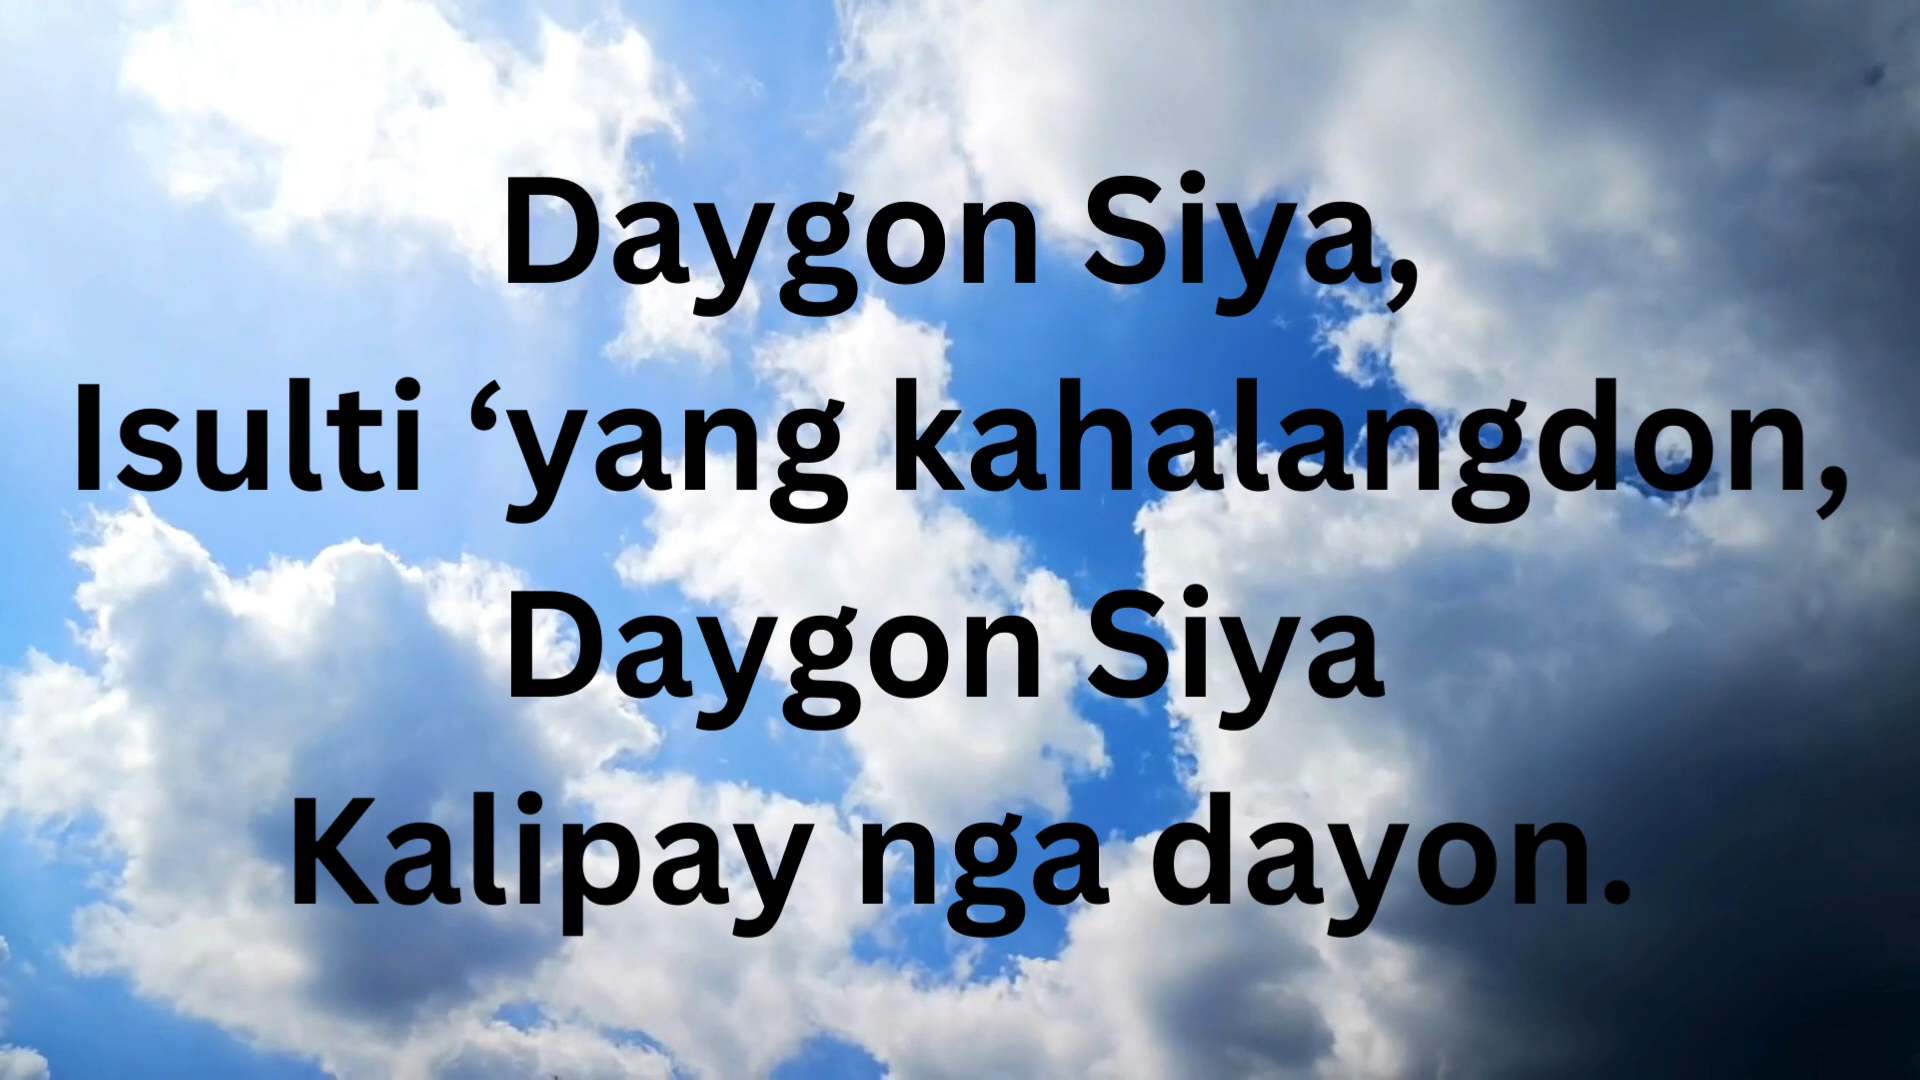 Daygon Siya,
Isulti ‘yang kahalangdon,
Daygon Siya
Kalipay nga dayon.